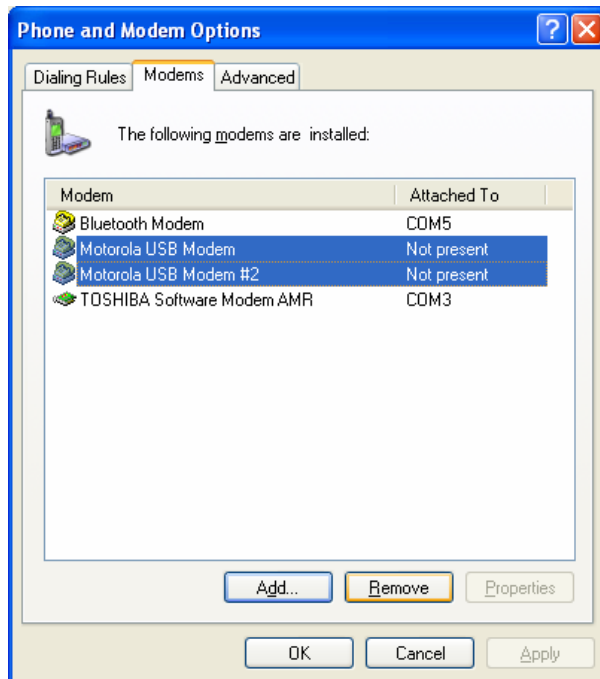 Phone and Modem Options
Dialing Rules Modems Advanced
The following modems are installed:
Modem Attached To
Bluetooth Modem COM5
Motorola USB Modem Not present
Motorola USB Modem #2 Not present
TOSHIBA Software Modem AMR COM3
Add... Remove Properties
OK Cancel Apply